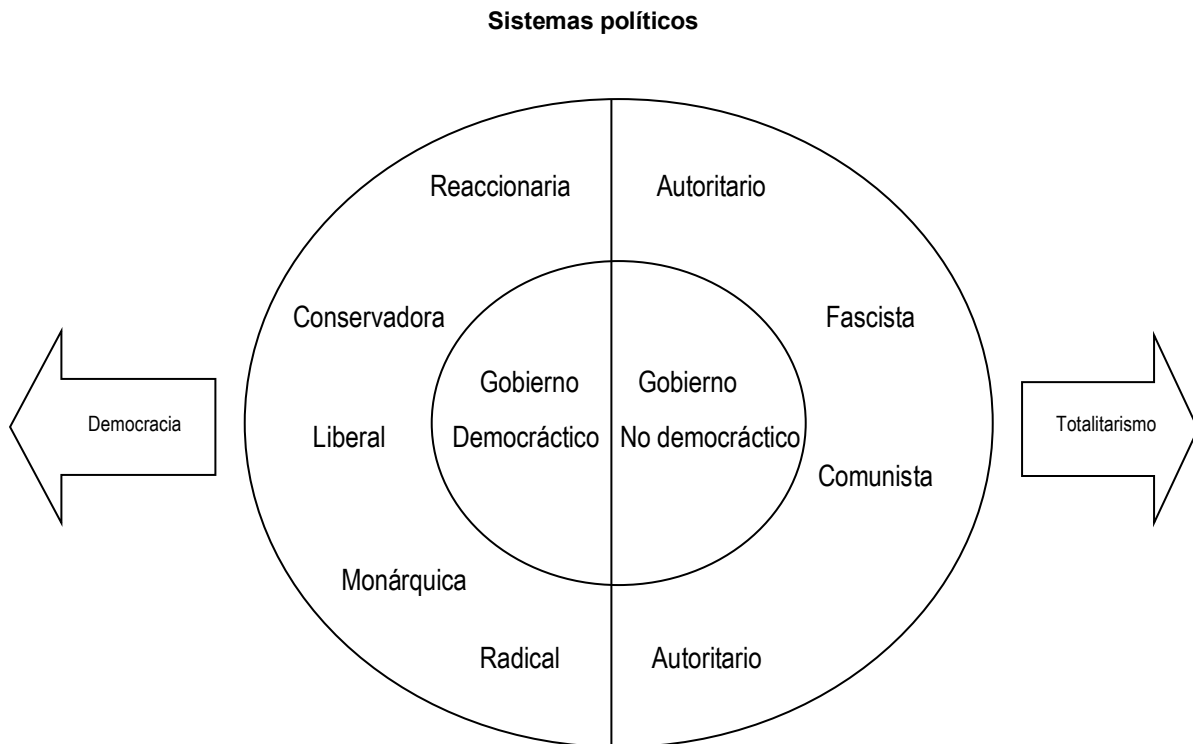 Sistemas políticos
Reaccionaria
Autoritario
Conservadora
Fascista
Gobierno
Democráctico
Gobierno
No democráctico
Democracia
Totalitarismo
Liberal
Comunista
Monárquica
Radical
Autoritario